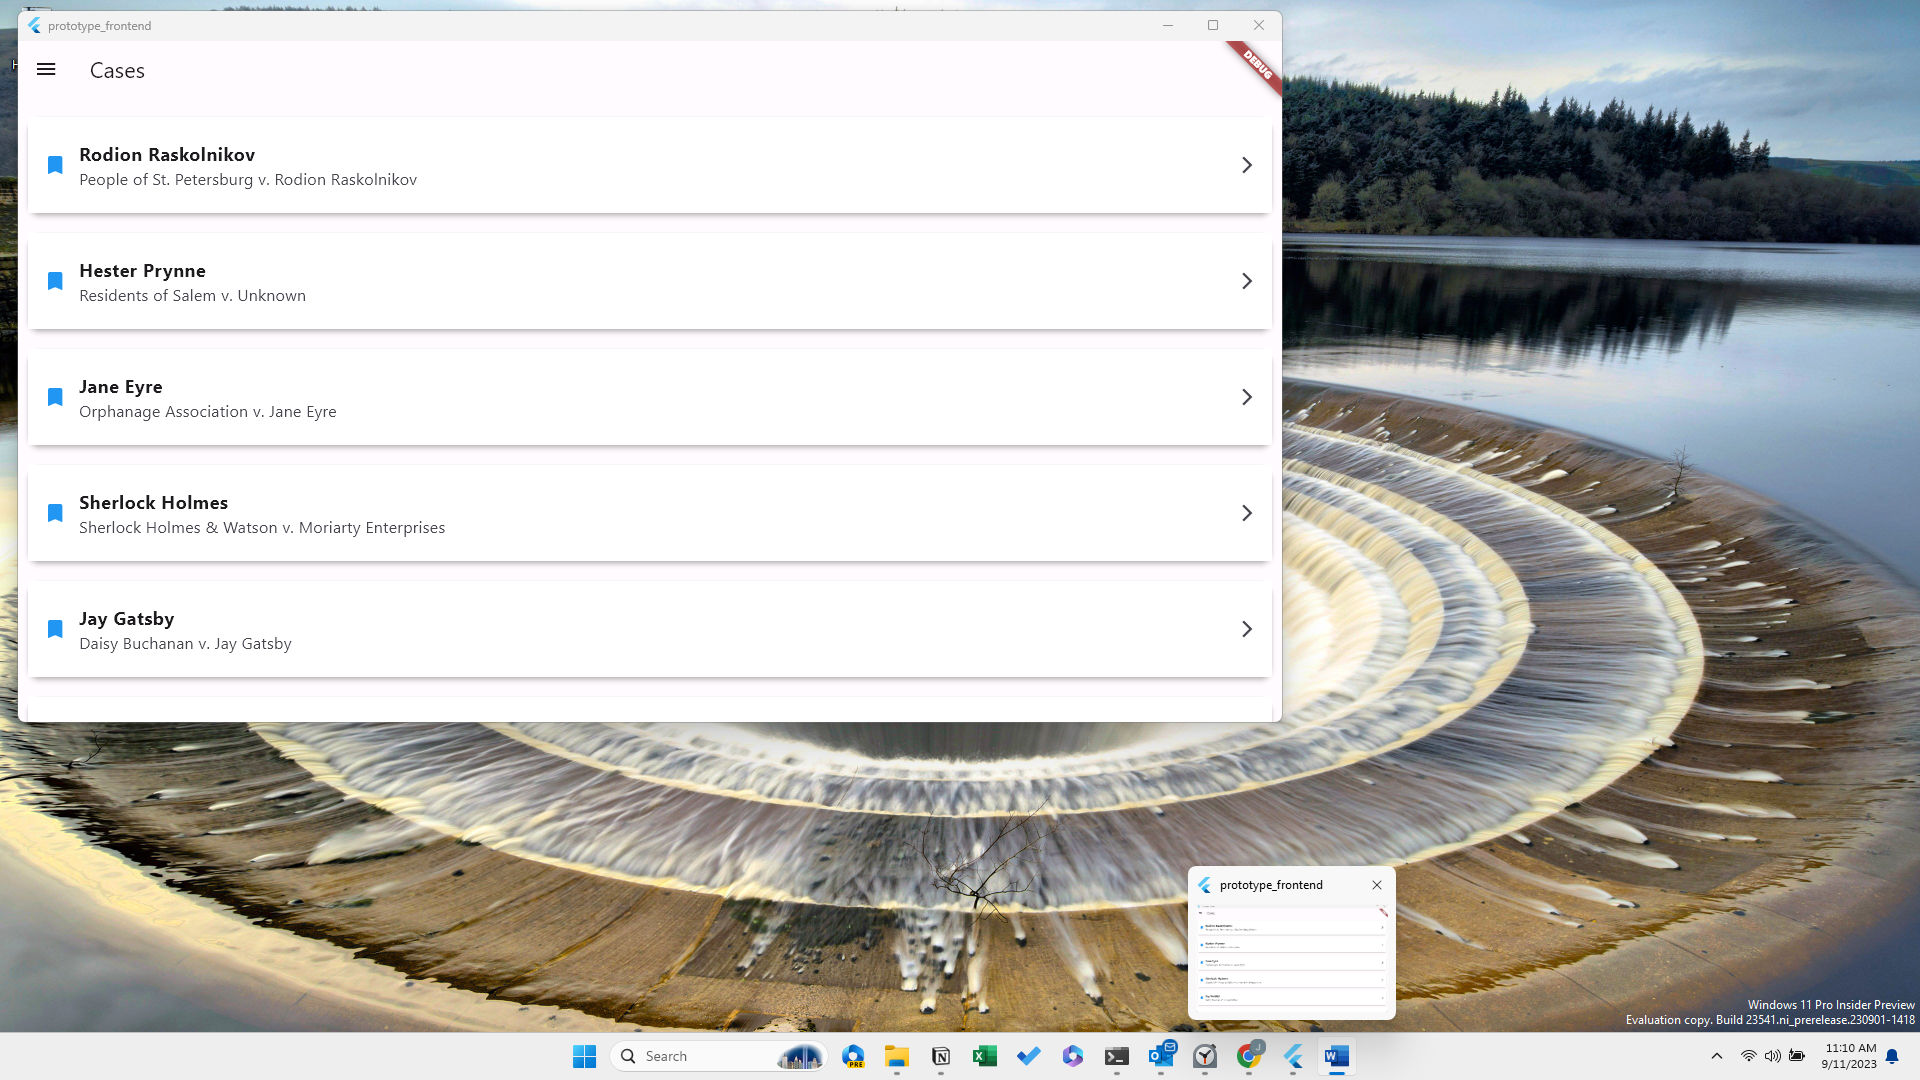 prototype_frontend
Cases
DEBUG
Rodion Raskolnikov
People of St. Petersburg v. Rodion Raskolnikov
Hester Prynne
Residents of Salem v. Unknown
Jane Eyre
Orphanage Association v. Jane Eyre
Sherlock Holmes
Sherlock Holmes & Watson v. Moriarty Enterprises
Jay Gatsby
Daisy Buchanan v. Jay Gatsby
prototype_frontend
Windows 11 Pro Insider Preview
Evaluation copy. Build 23541.ni_prerelease.230901-1418
Search
PRE
J
11:10 AM
9/11/2023